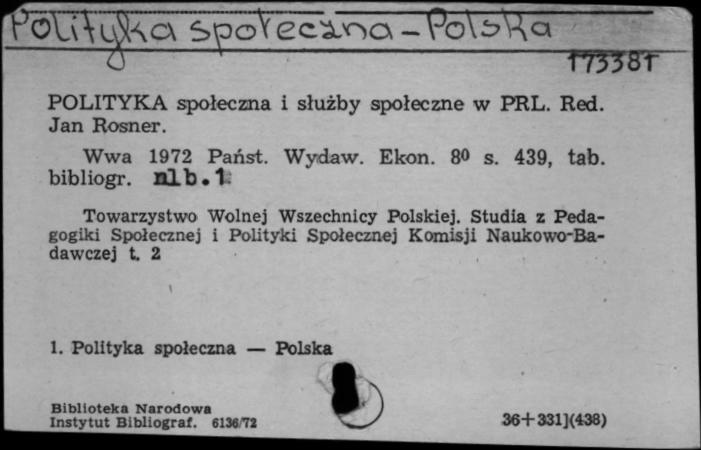 Polityka społeczna - Polska
173381
POLITYKA społeczna i służby społeczne w PRL. Red.
Jan Rosner.
Wwa 1972 Państ. Wydaw. Ekon. 8⁰ s. 439, tab.
bibliogr. nlb.1
Towarzystwo Wolnej Wszechnicy Polskiej. Studia z Peda-
gogiki Społecznej i Polityki Społecznej Komisji Naukowo-Ba-
dawczej t. 2
1. Polityka społeczna — Polska
Biblioteka Narodowa
Instytut Bibliograf. 6136/72
36+331](438)